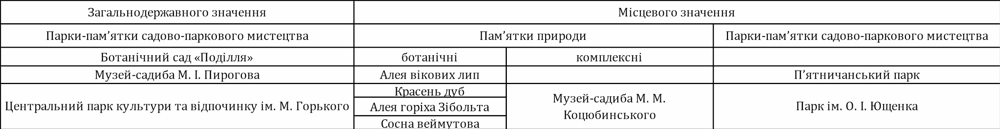 Загальнодержавного значення
Місцевого значення
Парки-пам’ятки садово-паркового мистецтва
Пам’ятки природи
Парки-пам’ятки садово-паркового мистецтва
Ботанічний сад «Поділля»
ботанічні
комплексні
Музей-садиба М. І. Пирогова
Алея вікових лип
П’ятничанський парк
Центральний парк культури та відпочинку ім. М. Горького
Красень дуб
Алея горіха Зібольта
Сосна веймутова
Музей-садиба М. М.
Коцюбинського
Парк ім. О. І. Ющенка